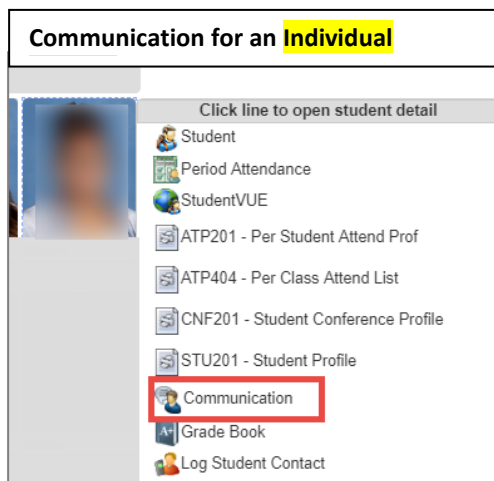 Communication for an Individual
Click line to open student detail
Student
Period Attendance
StudentVUE
ATP201 - Per Student Attend Prof
ATP404 - Per Class Attend List
CNF201 - Student Conference Profile
STU201 - Student Profile
Communication
A+
Grade Book
Log Student Contact